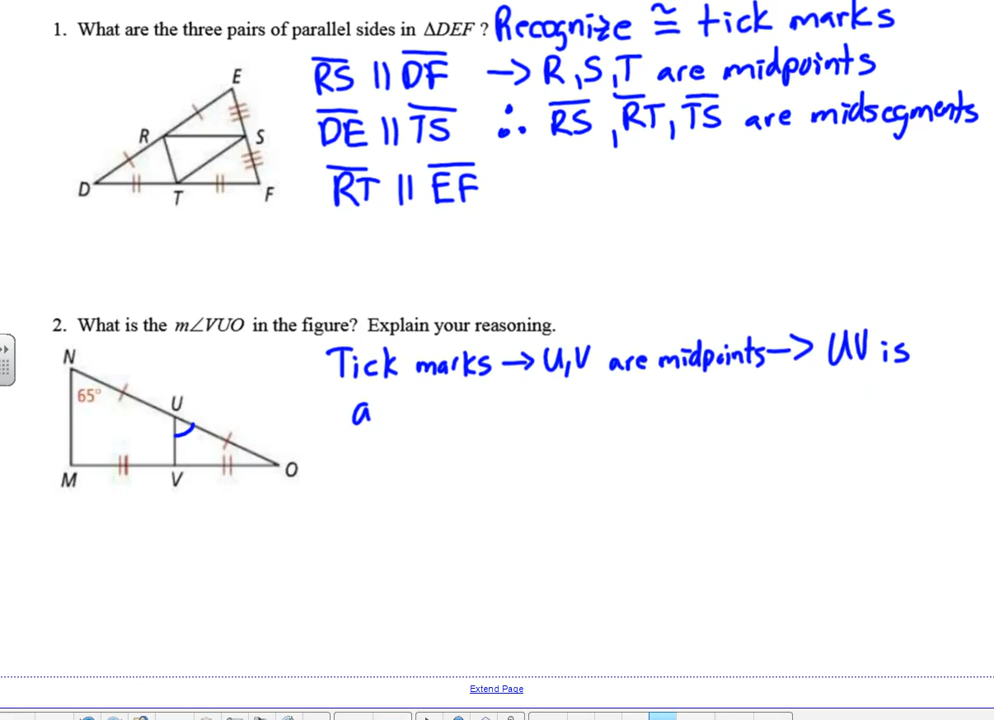 1. What are the three pairs of parallel sides in ΔDEF ? Recognize ≅ tick marks
RS || DF → R,S,T are midpoints
DE || TS ∴ RS, RT, TS are midsegments
RT || EF
E
R
S
D
T
F
2. What is the m∠VUO in the figure? Explain your reasoning.
Tick marks → U,V are midpoints → UV is
a
N
65°
U
M
V
O
Extend Page